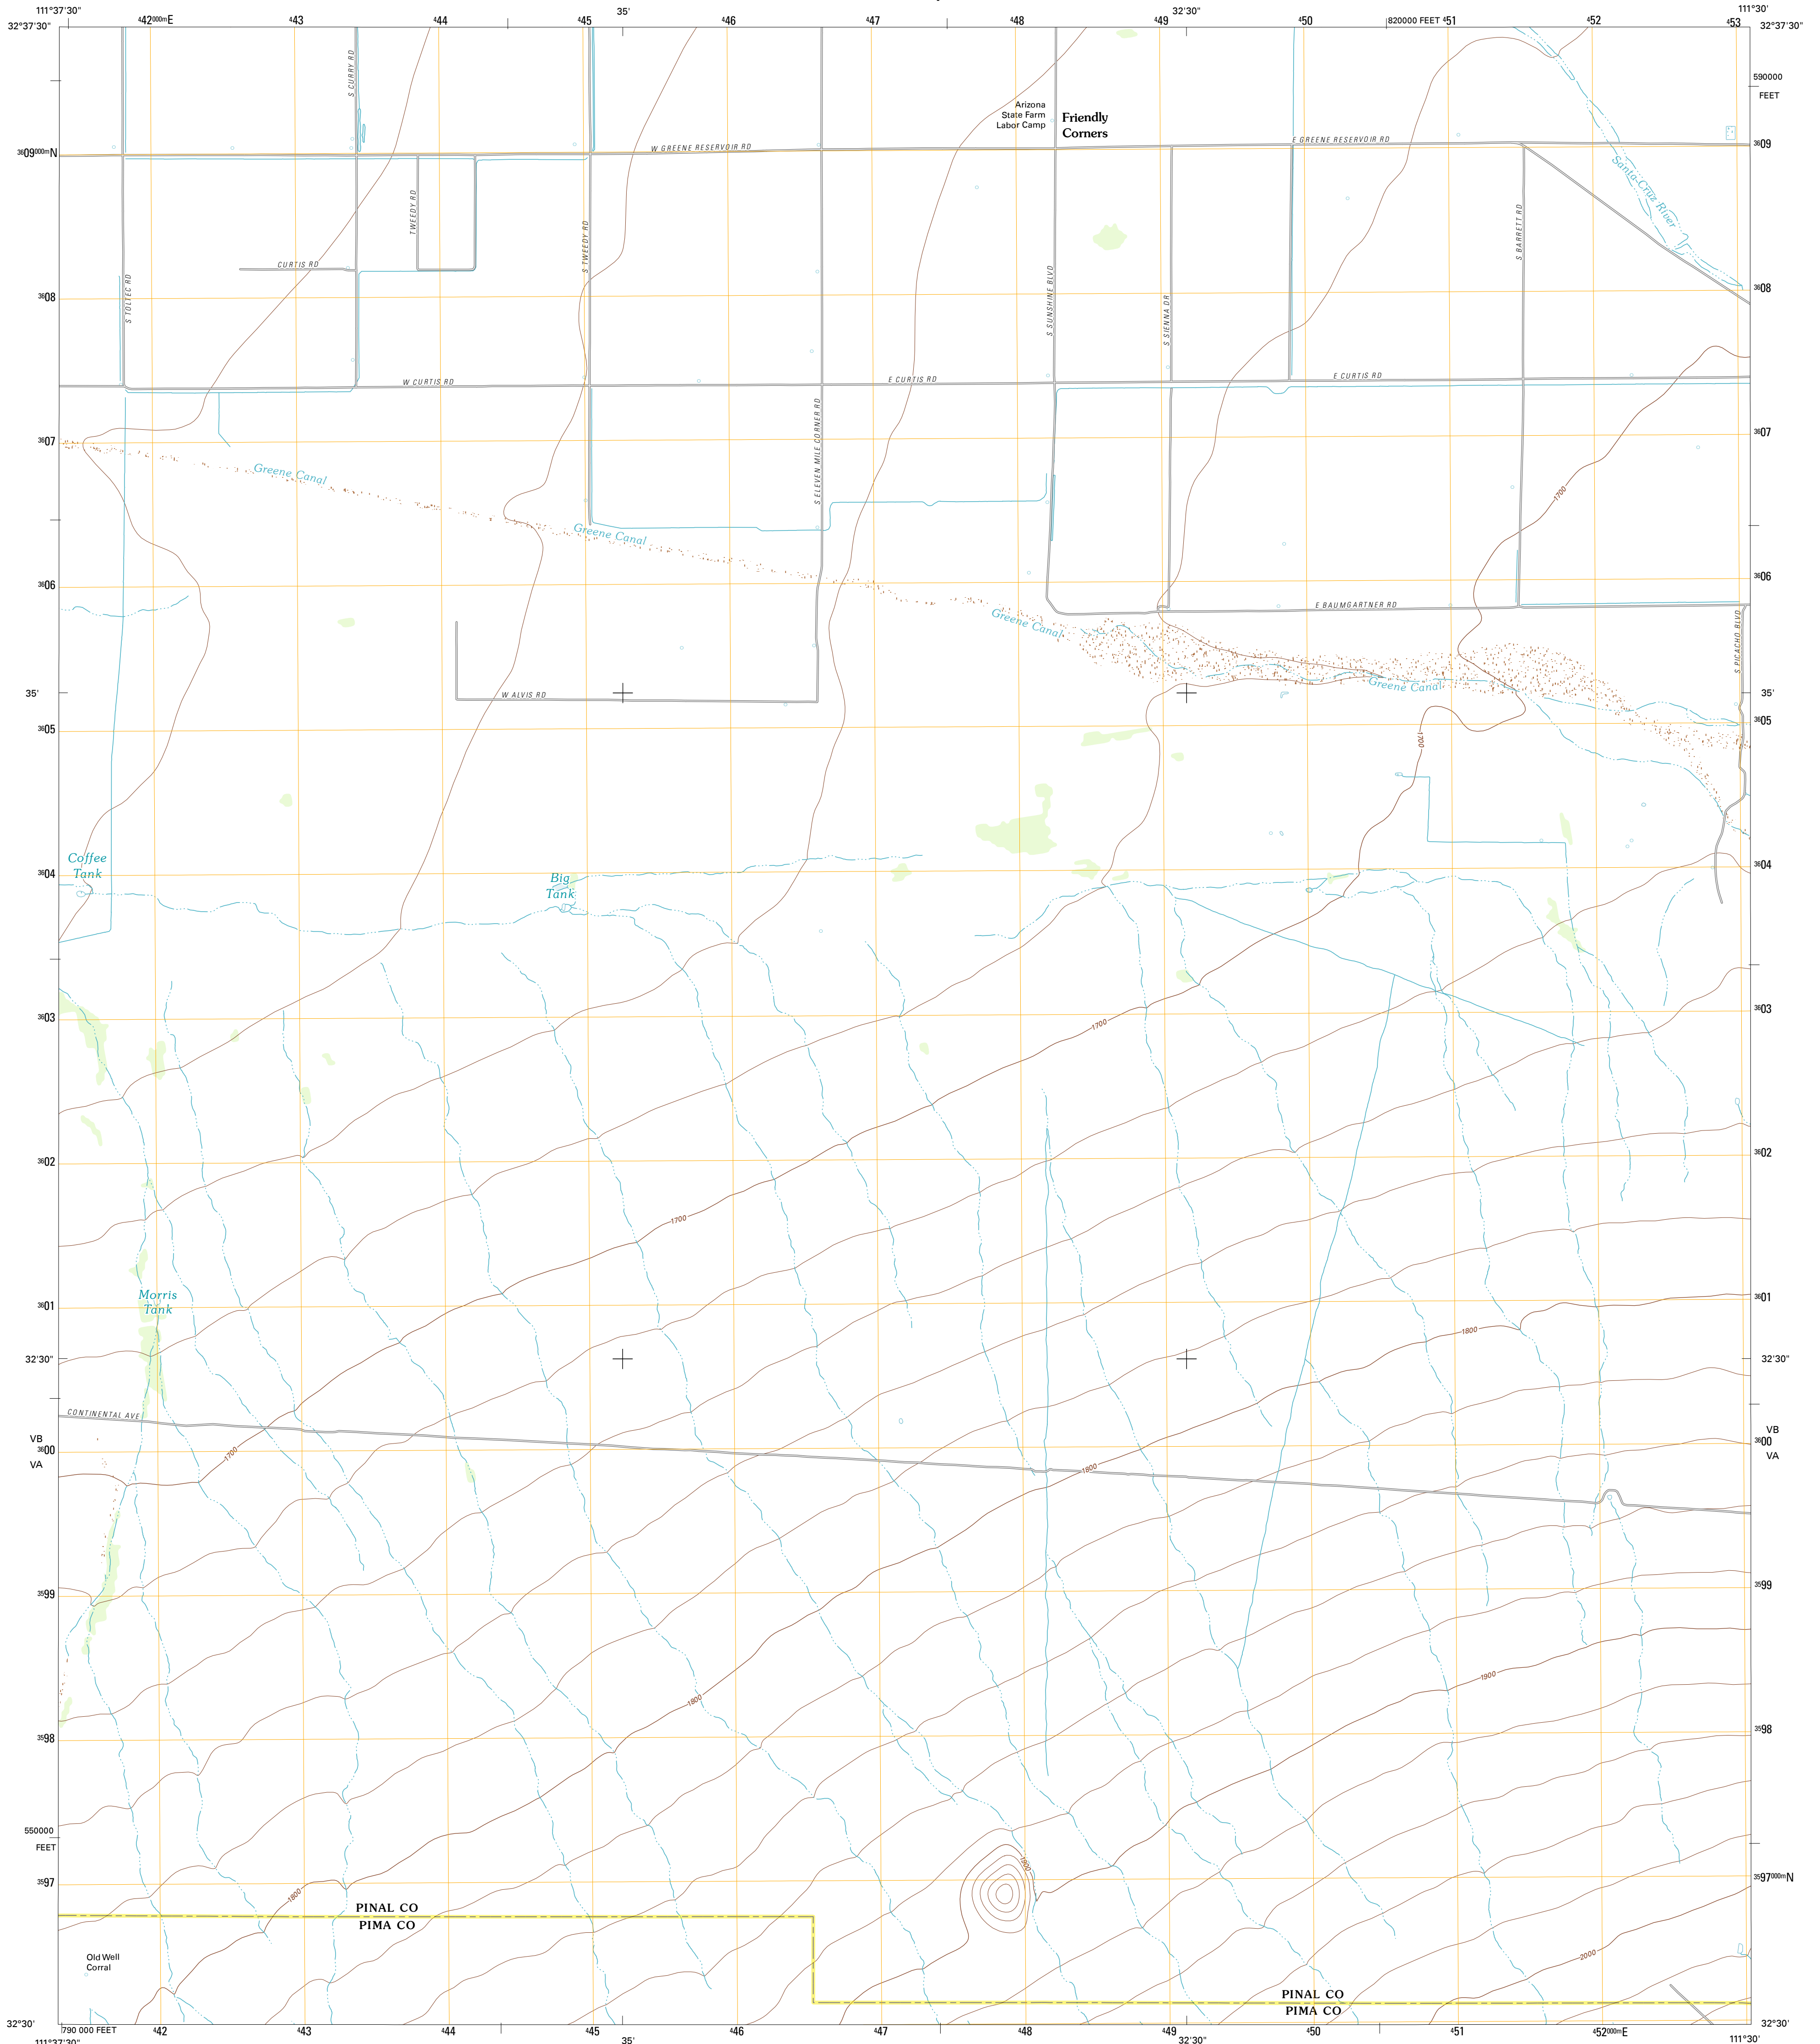 111°37'30"
⁴42⁰⁰⁰ᵐE
⁴43
⁴44
⁴45
35'
⁴46
⁴47
⁴48
⁴49
32'30"
⁴50
820000 FEET
⁴51
⁴52
⁴53
111°30'
32°37'30"
32°37'30"
590000
FEET
S CURRY RD
Arizona
State Farm
Labor Camp
Friendly
Corners
³⁶09⁰⁰⁰ᵐN
W GREENE RESERVOIR RD
E GREENE RESERVOIR RD
³⁶09
Santa Cruz River
TWEEDY RD
S TWEEDY RD
S BARRETT RD
CURTIS RD
S TOLTEC RD
S SUNSHINE BLVD
S SIENNA DR
³⁶08
³⁶08
W CURTIS RD
E CURTIS RD
E CURTIS RD
³⁶07
³⁶07
S ELEVEN MILE CORNER RD
Greene Canal
1700
Greene Canal
³⁶06
³⁶06
E BAUMGARTNER RD
Greene Canal
S PICACHO BLVD
35'
W ALVIS RD
Greene Canal
35'
³⁶05
³⁶05
1700
Coffee
Tank
Big
Tank
³⁶04
³⁶04
³⁶03
³⁶03
1700
³⁶02
³⁶02
1700
Morris
Tank
³⁶01
³⁶01
1800
32'30"
32'30"
CONTINENTAL AVE
VB
³⁶00
VA
VB
³⁶00
VA
1700
1800
³⁵99
³⁵99
1900
1800
³⁵98
³⁵98
550000
FEET
1900
³⁵97
³⁵97⁰⁰⁰ᵐN
1800
PINAL CO
PIMA CO
Old Well
Corral
2000
PINAL CO
PIMA CO
32°30'
32°30'
790 000 FEET
⁴42
⁴43
⁴44
⁴45
35'
⁴46
⁴47
⁴48
⁴49
32'30"
⁴50
⁴51
⁴52⁰⁰⁰ᵐE
111°37'30"
111°30'